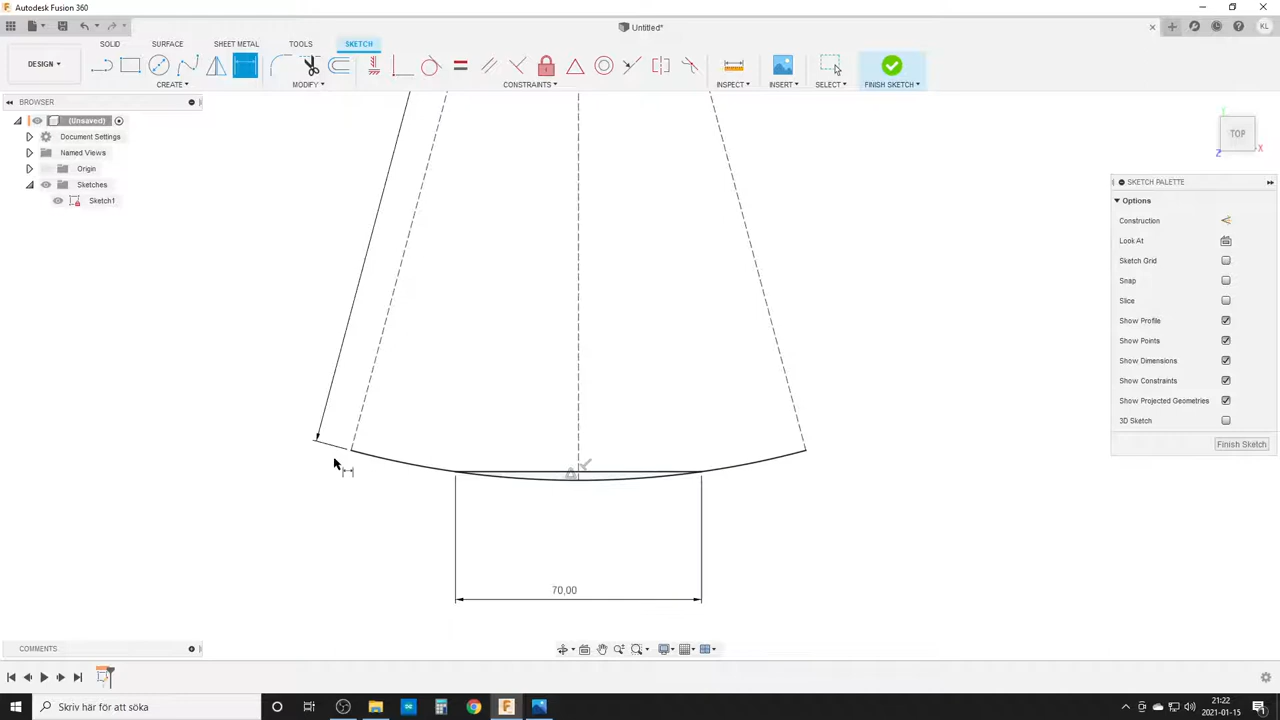 Autodesk Fusion 360
Untitled*
KL
SOLID SURFACE SHEET METAL TOOLS SKETCH
DESIGN
CREATE MODIFY CONSTRAINTS INSPECT INSERT SELECT FINISH SKETCH
BROWSER
(Unsaved)
Document Settings
Named Views
Origin
Sketches
Sketch1
TOP
Y
X
Z
SKETCH PALETTE
Options
Construction
Look At
Sketch Grid
Snap
Slice
Show Profile
Show Points
Show Dimensions
Show Constraints
Show Projected Geometries
3D Sketch
Finish Sketch
70,00
COMMENTS
Skriv här för att söka
21:22
2021-01-15
1